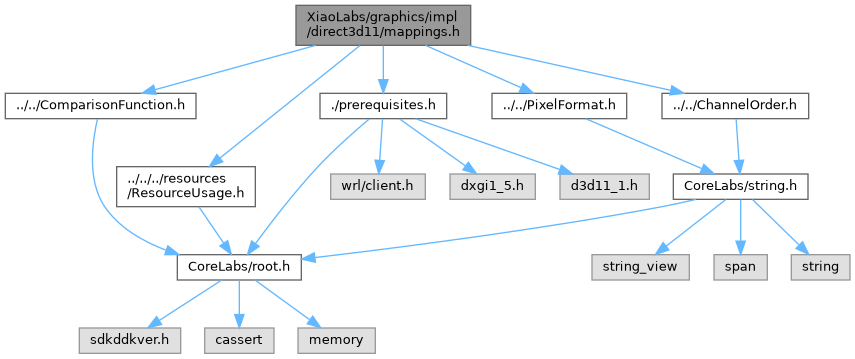 XiaoLabs/graphics/impl
/direct3d11/mappings.h
../../ComparisonFunction.h
./prerequisites.h
../../PixelFormat.h
../../ChannelOrder.h
../../../resources
/ResourceUsage.h
wrl/client.h
dxgi1_5.h
d3d11_1.h
CoreLabs/string.h
CoreLabs/root.h
string_view
span
string
sdkddkver.h
cassert
memory